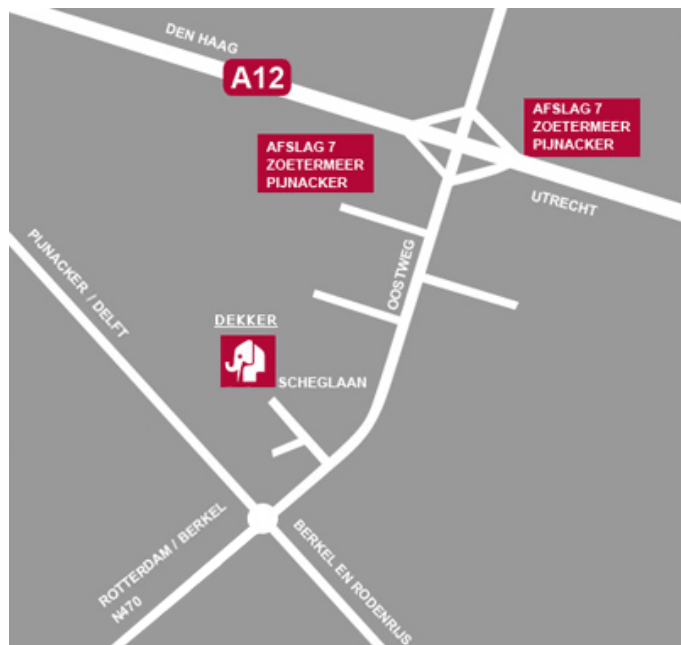 DEN HAAG
A12
AFSLAG 7
ZOETERMEER
PIJNACKER
AFSLAG 7
ZOETERMEER
PIJNACKER
UTRECHT
PIJNACKER / DELFT
OOSTWEG
DEKKER
SCHEGLAAN
ROTTERDAM / BERKEL
N470
BERKEL EN RODENRIJS